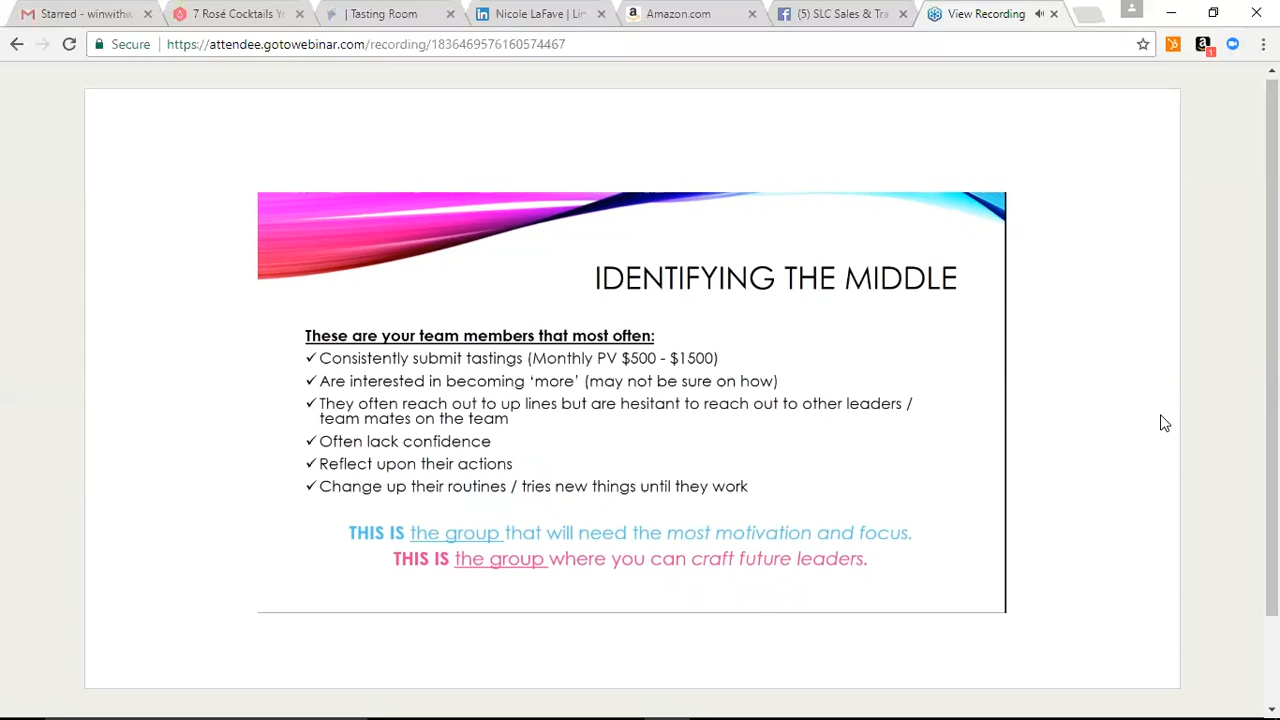 Starred - winwithw
7 Rosé Cocktails Yo
| Tasting Room
Nicole LaFave | Lin
Amazon.com
(5) SLC Sales & Tra
View Recording
Secure
https://attendee.gotowebinar.com/recording/1836469576160574467
1
IDENTIFYING THE MIDDLE
These are your team members that most often:
✓Consistently submit tastings (Monthly PV $500 - $1500)
✓Are interested in becoming ‘more’ (may not be sure on how)
✓They often reach out to up lines but are hesitant to reach out to other leaders /
team mates on the team
✓Often lack confidence
✓Reflect upon their actions
✓Change up their routines / tries new things until they work
THIS IS the group that will need the most motivation and focus.
THIS IS the group where you can craft future leaders.